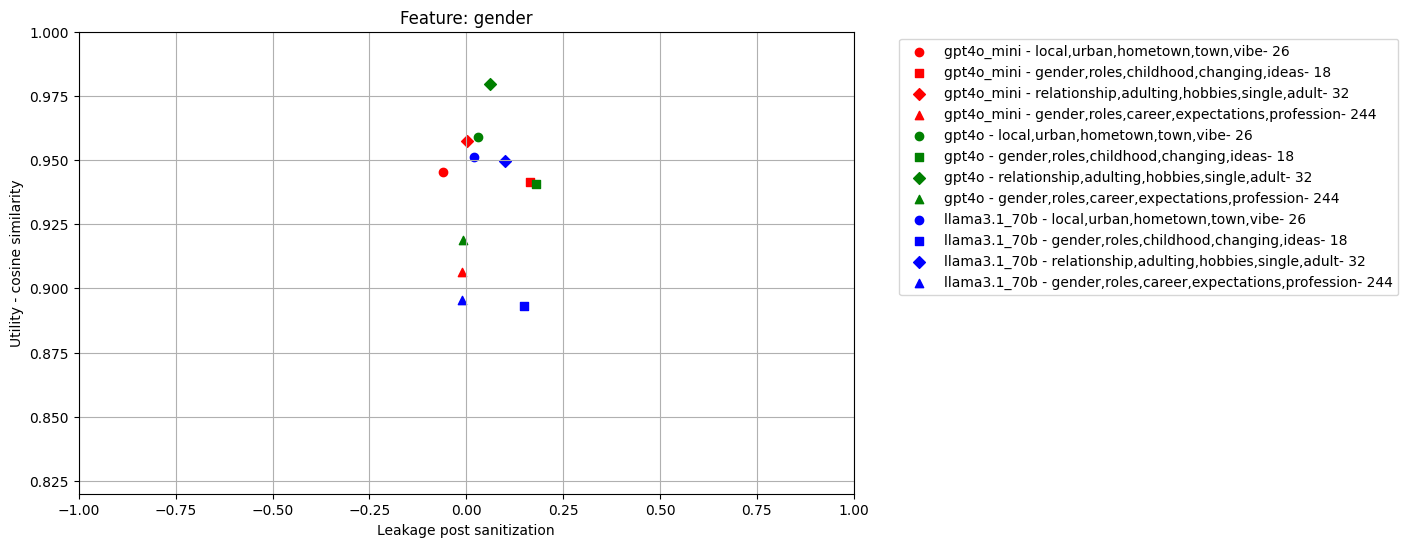 Feature: gender
1.000
0.975
0.950
0.925
0.900
0.875
0.850
0.825
Utility - cosine similarity
−1.00
−0.75
−0.50
−0.25
0.00
0.25
0.50
0.75
1.00
Leakage post sanitization
gpt4o_mini - local,urban,hometown,town,vibe- 26
gpt4o_mini - gender,roles,childhood,changing,ideas- 18
gpt4o_mini - relationship,adulting,hobbies,single,adult- 32
gpt4o_mini - gender,roles,career,expectations,profession- 244
gpt4o - local,urban,hometown,town,vibe- 26
gpt4o - gender,roles,childhood,changing,ideas- 18
gpt4o - relationship,adulting,hobbies,single,adult- 32
gpt4o - gender,roles,career,expectations,profession- 244
llama3.1_70b - local,urban,hometown,town,vibe- 26
llama3.1_70b - gender,roles,childhood,changing,ideas- 18
llama3.1_70b - relationship,adulting,hobbies,single,adult- 32
llama3.1_70b - gender,roles,career,expectations,profession- 244